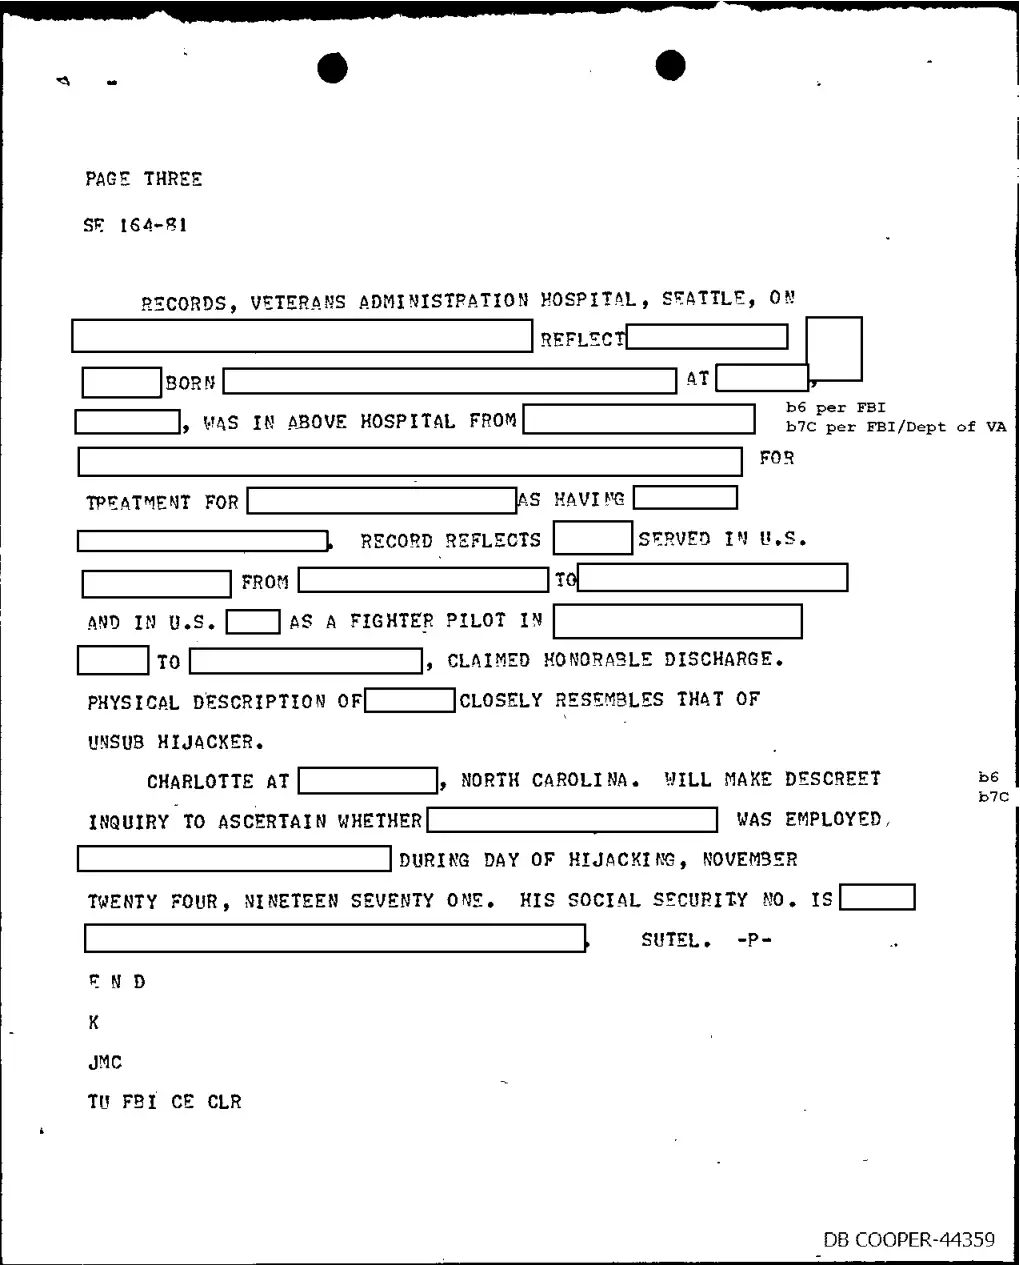 PAGE THREE
SE 164-81
RECORDS, VETERANS ADMINISTRATION HOSPITAL, SEATTLE, ON
REFLECT
BORN AT ,
, WAS IN ABOVE HOSPITAL FROM
b6 per FBI
b7C per FBI/Dept of VA
FOR
TREATMENT FOR AS HAVING
. RECORD REFLECTS SERVED IN U.S.
FROM TO
AND IN U.S. AS A FIGHTER PILOT IN
TO , CLAIMED HONORABLE DISCHARGE.
PHYSICAL DESCRIPTION OF CLOSELY RESEMBLES THAT OF
UNSUB HIJACKER.
CHARLOTTE AT , NORTH CAROLINA. WILL MAKE DESCREET
b6
b7C
INQUIRY TO ASCERTAIN WHETHER WAS EMPLOYED,
DURING DAY OF HIJACKING, NOVEMBER
TWENTY FOUR, NINETEEN SEVENTY ONE. HIS SOCIAL SECURITY NO. IS
. SUTEL. -P-
E N D
K
JMC
TU FBI CE CLR
DB COOPER-44359